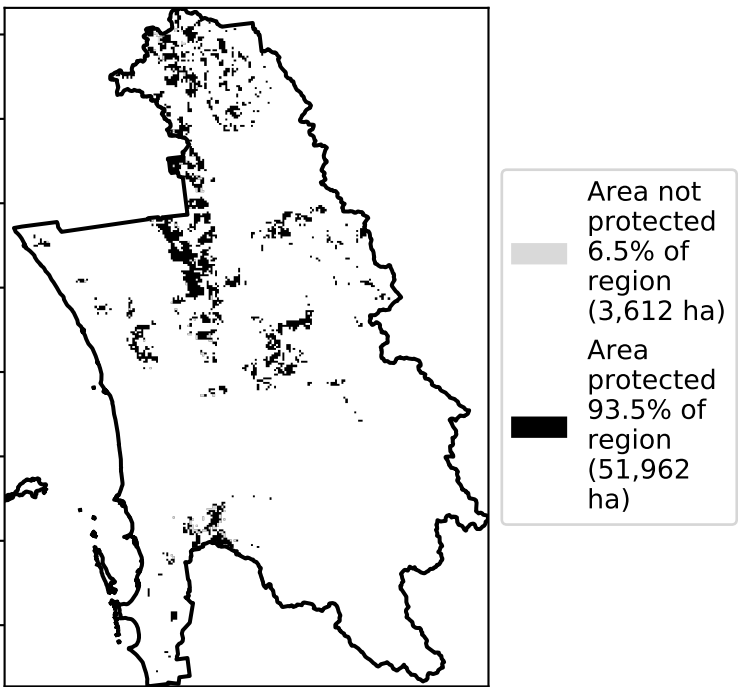 Area not
protected
6.5% of
region
(3,612 ha)
Area
protected
93.5% of
region
(51,962
ha)